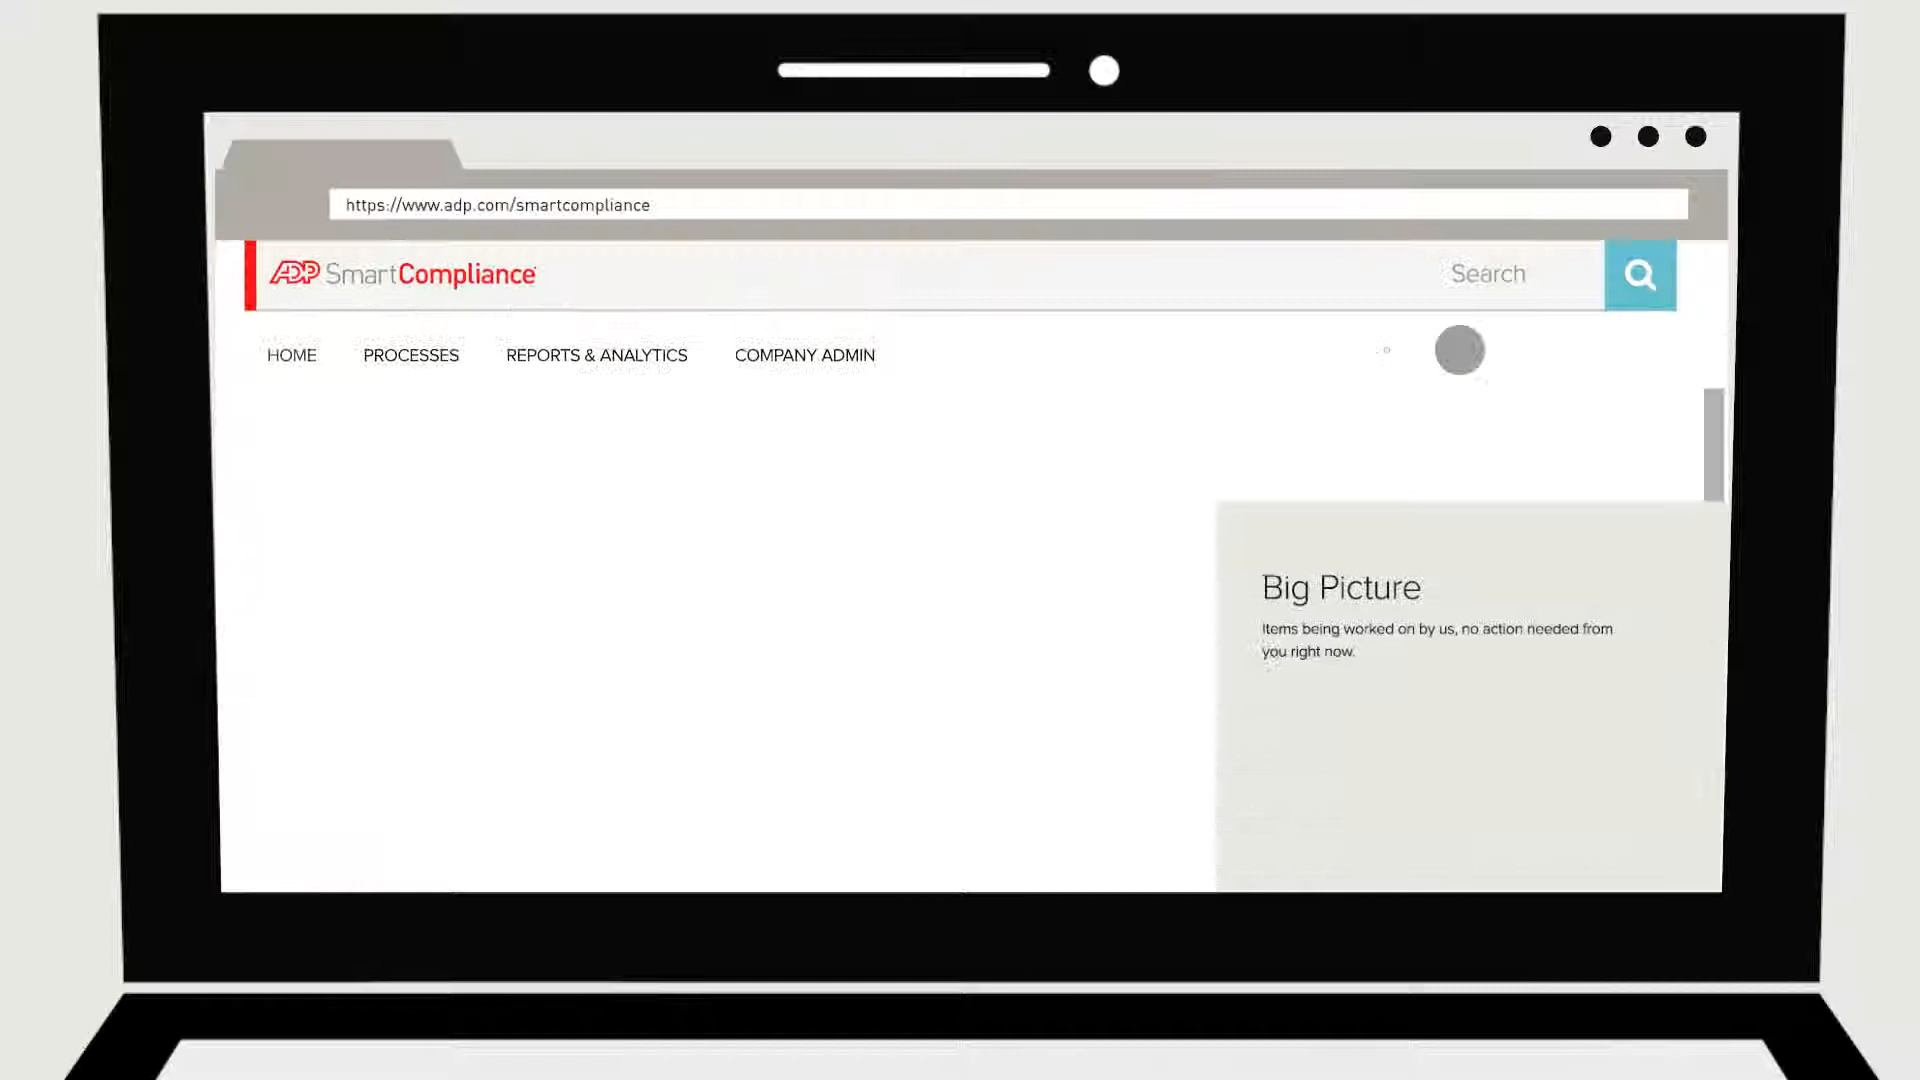 https://www.adp.com/smartcompliance
ADP SmartCompliance
Search
HOME PROCESSES REPORTS & ANALYTICS COMPANY ADMIN
Big Picture
Items being worked on by us, no action needed from
you right now.